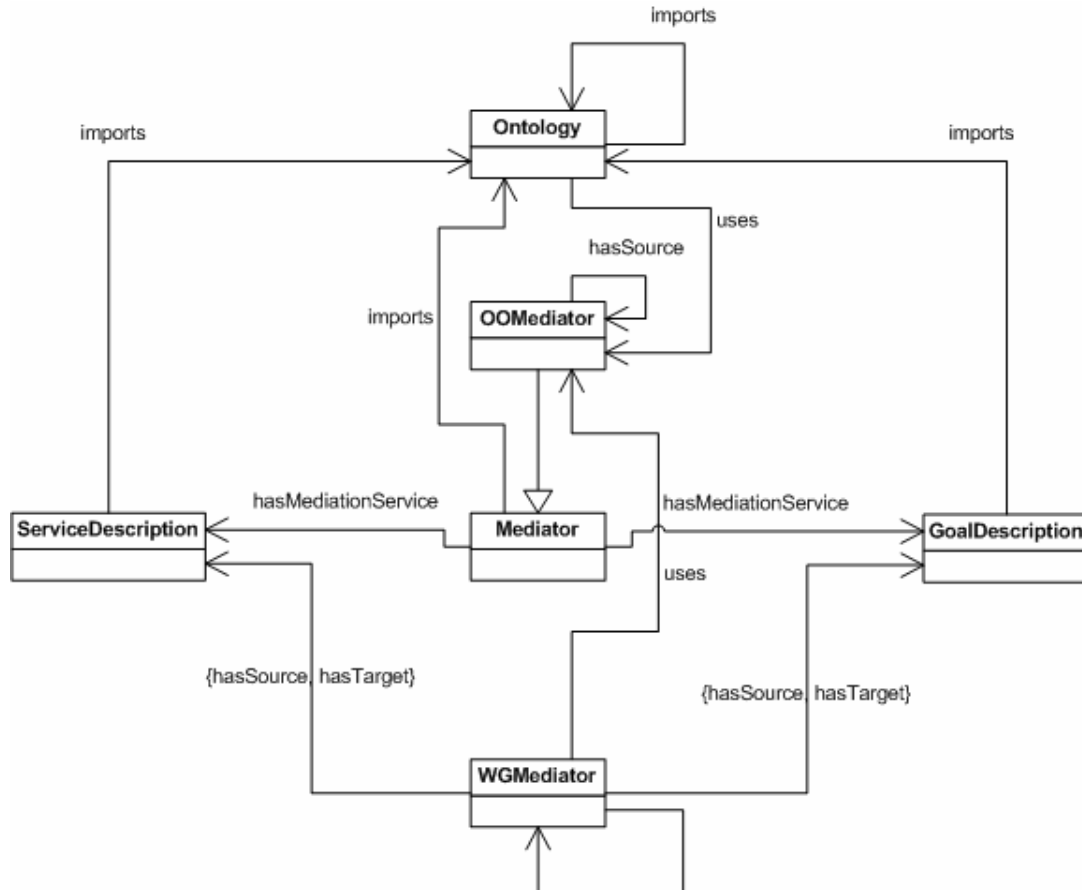 imports
Ontology
imports
imports
uses
hasSource
OOMediator
imports
hasMediationService
hasMediationService
ServiceDescription
Mediator
GoalDescription
uses
{hasSource, hasTarget}
{hasSource, hasTarget}
WGMediator